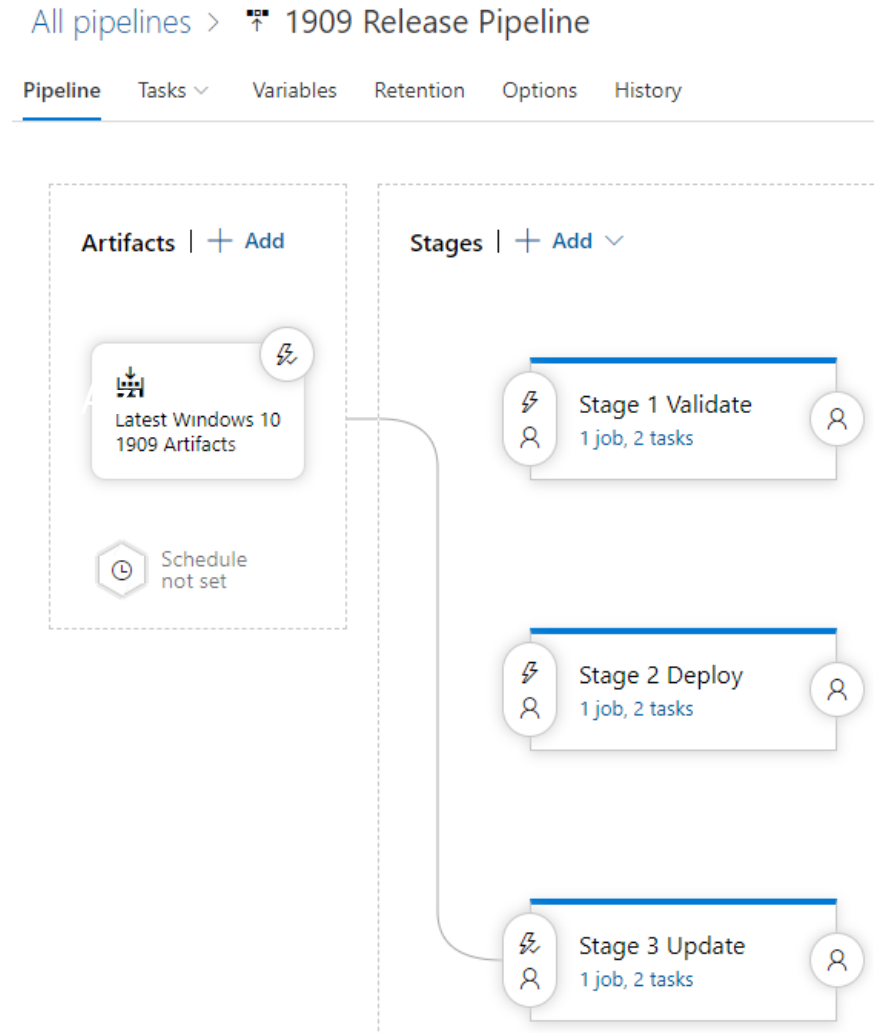 All pipelines > 1909 Release Pipeline
Pipeline Tasks Variables Retention Options History
Artifacts | + Add
Stages | + Add
Latest Windows 10
1909 Artifacts
Schedule
not set
Stage 1 Validate
1 job, 2 tasks
Stage 2 Deploy
1 job, 2 tasks
Stage 3 Update
1 job, 2 tasks